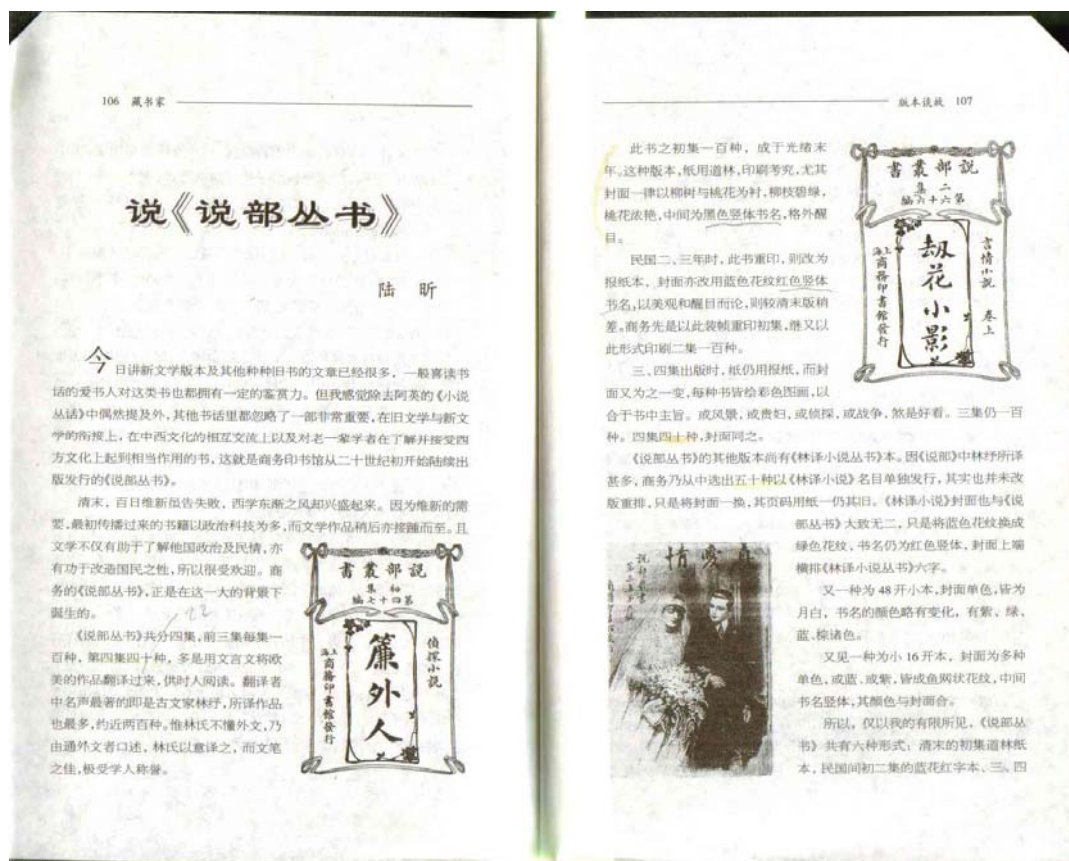 106 藏书家
说《说部丛书》
陆 昕
今日讲新文学版本及其他种种旧书的文章已经很多，一般喜读书
话的爱书人对这类书也都拥有一定的鉴赏力。但我感觉除去阿英的《小说
丛话》中偶然提及外，其他书话里都忽略了一部非常重要，在旧文学与新文
学的衔接上，在中西文化的相互交流上以及对老一辈学者在了解并接受西
方文化上起到相当作用的书，这就是商务印书馆从二十世纪初开始陆续出
版发行的《说部丛书》。
清末，百日维新虽告失败，西学东渐之风却兴盛起来。因为维新的需
要，最初传播过来的书籍以政治科技为多，而文学作品稍后亦接踵而至。且
文学不仅有助于了解他国政治及民情，亦
有功于改造国民之性，所以很受欢迎。商
务的《说部丛书》，正是在这一大的背景下
诞生的。
《说部丛书》共分四集，前三集每集一
百种，第四集四十种，多是用文言文将欧
美的作品翻译过来，供时人阅读。翻译者
中名声最著的即是古文家林纾，所译作品
也最多，约近两百种。惟林氏不懂外文，乃
由通外文者口述，林氏以意译之，而文笔
之佳，极受学人称誉。
書叢部説
集初
編七十四第
偵探小説
簾外人
上海商務印書館發行
版本谈故 107
此书之初集一百种，成于光绪末
年。这种版本，纸用道林，印刷考究，尤其
封面一律以柳树与桃花为衬，柳枝碧绿，
桃花浓艳，中间为黑色竖体书名，格外醒
目。
民国二、三年时，此书重印，则改为
报纸本，封面亦改用蓝色花纹红色竖体
书名，以美观和醒目而论，则较清末版稍
差。商务先是以此装帧重印初集，继又以
此形式印刷二集一百种。
三、四集出版时，纸仍用报纸，而封
面又为之一变，每种书皆绘彩色图画，以
合于书中主旨。或风景，或贵妇，或侦探，或战争，煞是好看。三集仍一百
种。四集四十种，封面同之。
《说部丛书》的其他版本尚有《林译小说丛书》本。因《说部》中林纾所译
甚多，商务乃从中选出五十种以《林译小说》名目单独发行，其实也并未改
版重排，只是将封面一换，其页码用纸一仍其旧。《林译小说》封面也与《说
部丛书》大致无二，只是将蓝色花纹换成
绿色花纹、书名仍为红色竖体，封面上端
横排《林译小说丛书》六字。
又一种为 48 开小本，封面单色，皆为
月白，书名的颜色略有变化，有紫、绿、
蓝、棕诸色。
又见一种为小 16 开本，封面为多种
单色，或蓝、或紫，皆成鱼网状花纹，中间
书名竖体，其颜色与封面合。
所以，仅以我的有限所见，《说部丛
书》共有六种形式：清末的初集道林纸
本、民国间初二集的蓝花红字本、三、四
書叢部説
集二
編六十六第
言情小説 卷上
劫花小影
上海商務印書館發行
情愛真